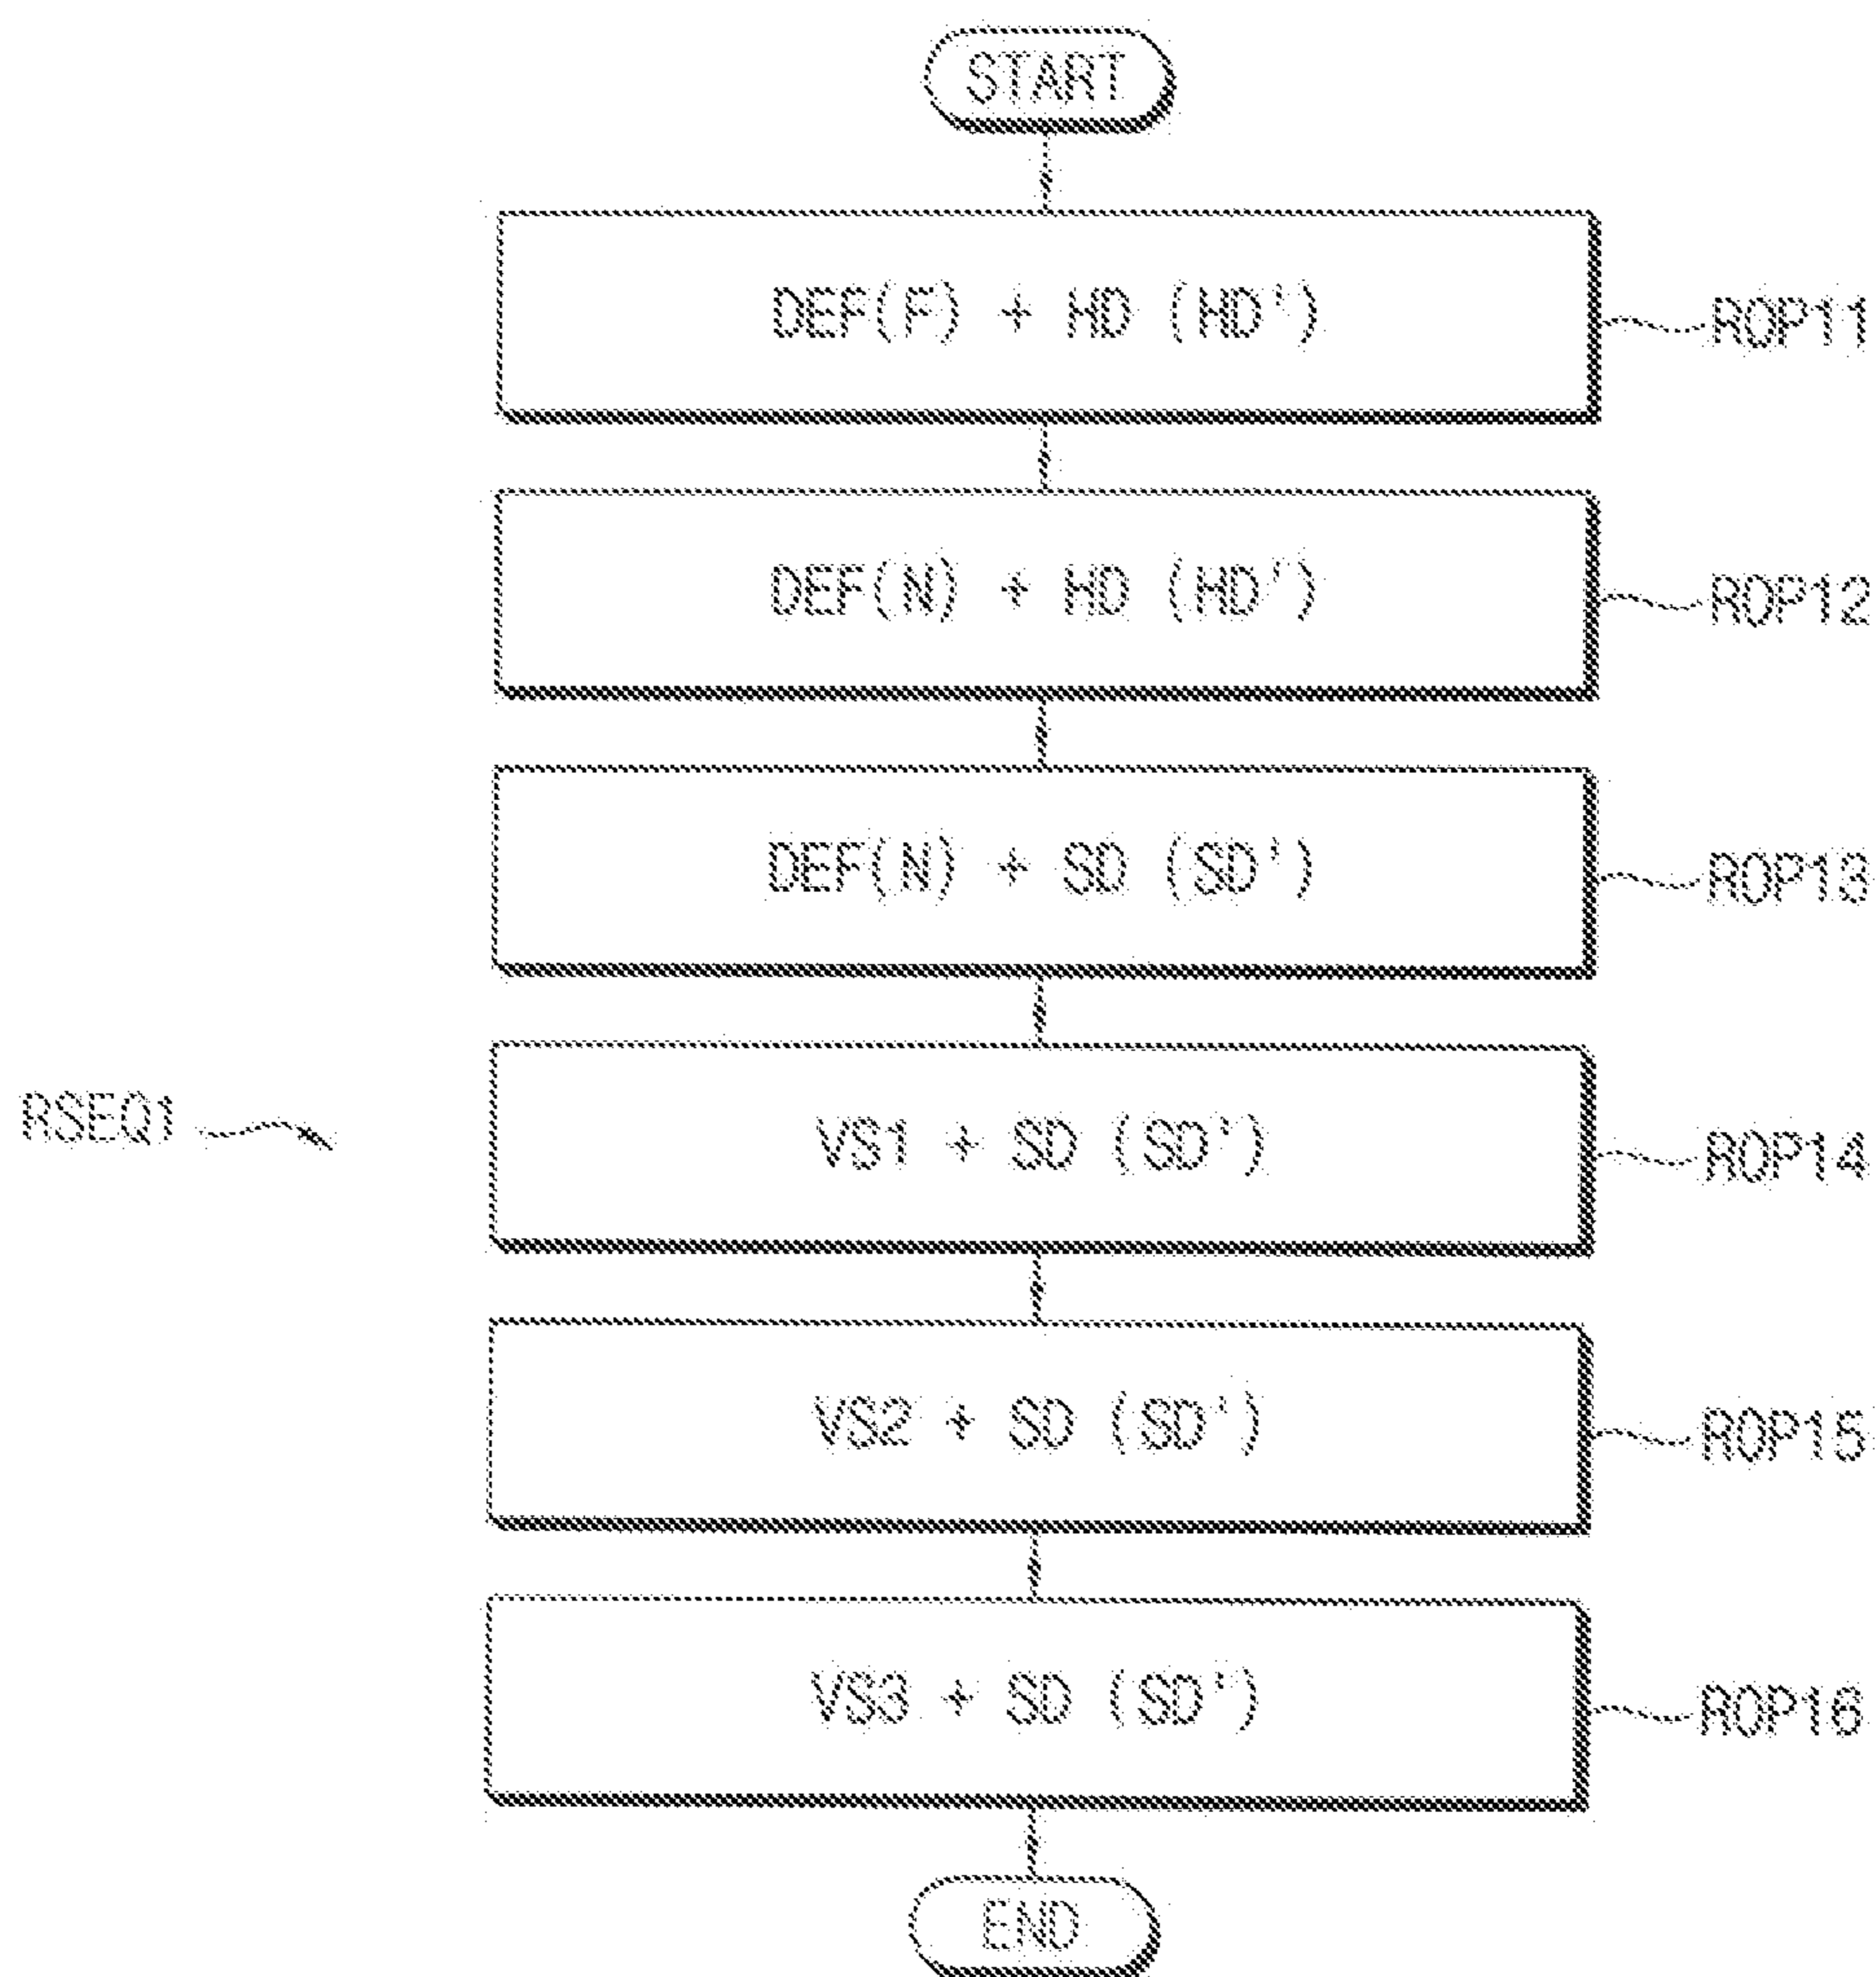 START
DEF(F) + HD (HD')
ROP11
DEF(N) + HD (HD')
ROP12
DEF(N) + SD (SD')
ROP13
RSEQ1
VS1 + SD (SD')
ROP14
VS2 + SD (SD')
ROP15
VS3 + SD (SD')
ROP16
END